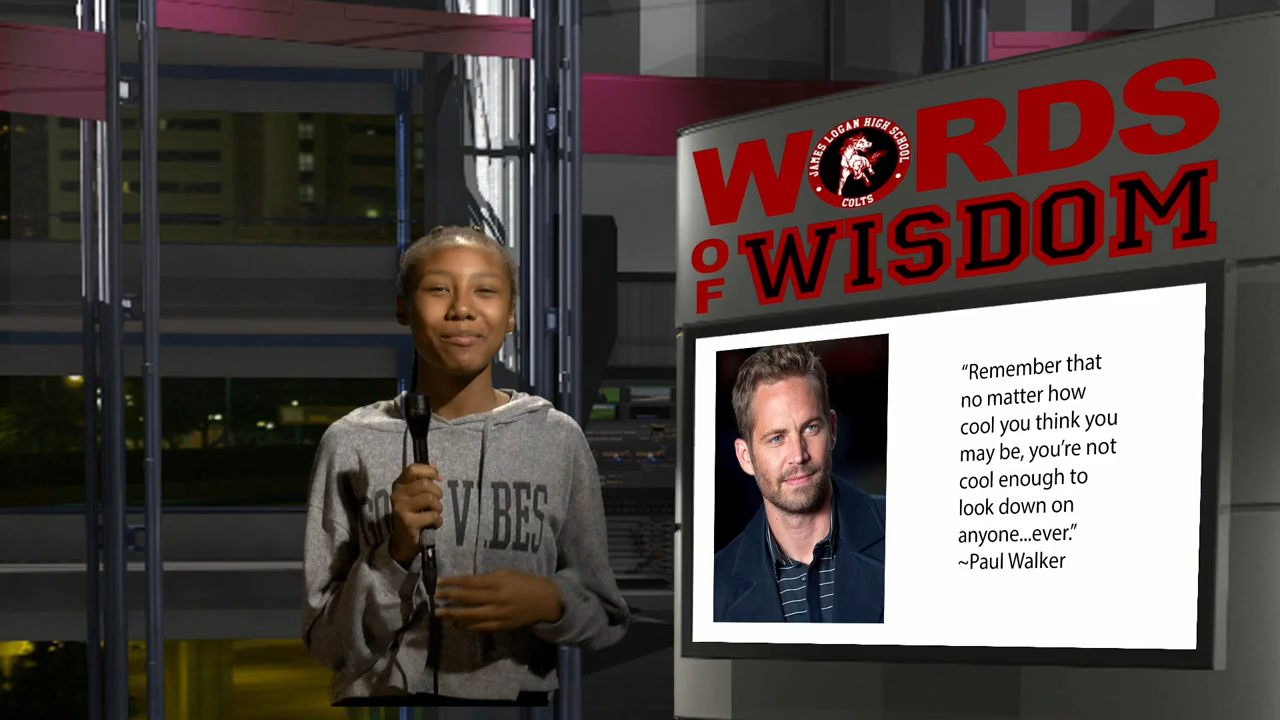 WORDS
JAMES LOGAN HIGH SCHOOL
COLTS
OF
WISDOM
VIBES
“Remember that
no matter how
cool you think you
may be, you’re not
cool enough to
look down on
anyone...ever.”
~Paul Walker